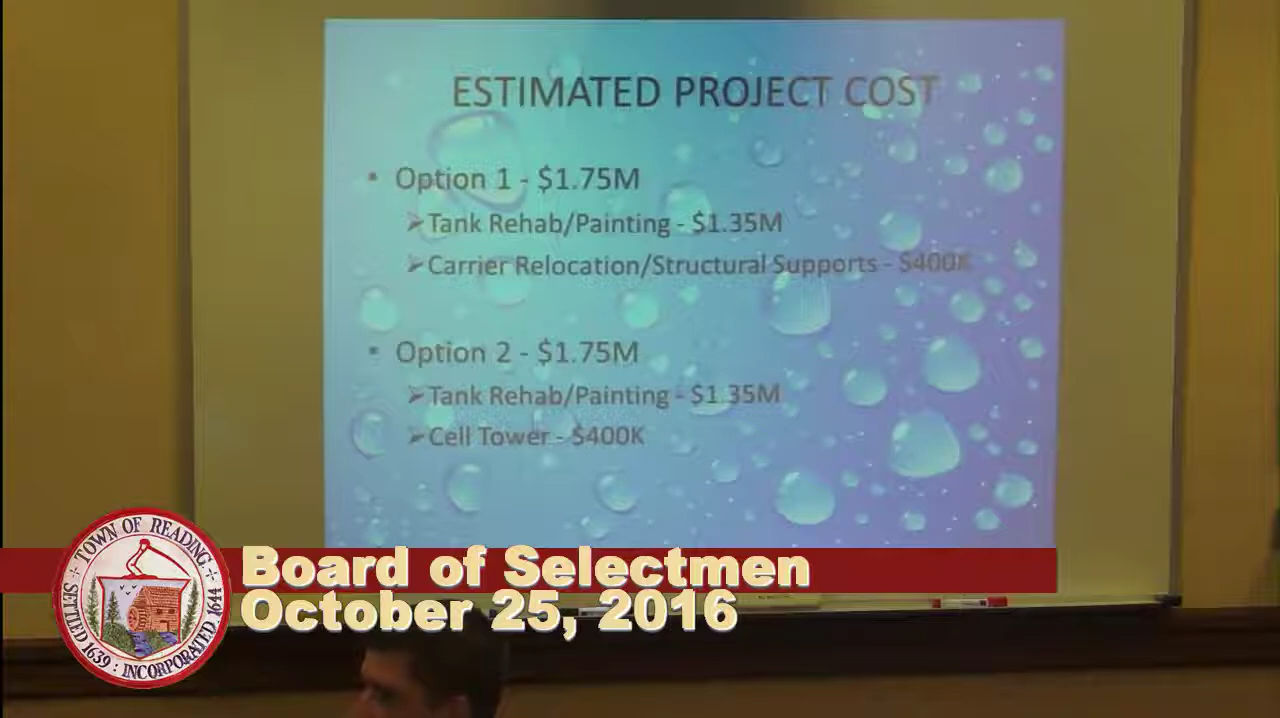 ESTIMATED PROJECT COST
• Option 1 - $1.75M
➢Tank Rehab/Painting - $1.35M
➢Carrier Relocation/Structural Supports - $400K
• Option 2 - $1.75M
➢Tank Rehab/Painting - $1.35M
➢Cell Tower - $400K
TOWN OF READING
SETTLED 1639 : INCORPORATED 1644
Board of Selectmen
October 25, 2016